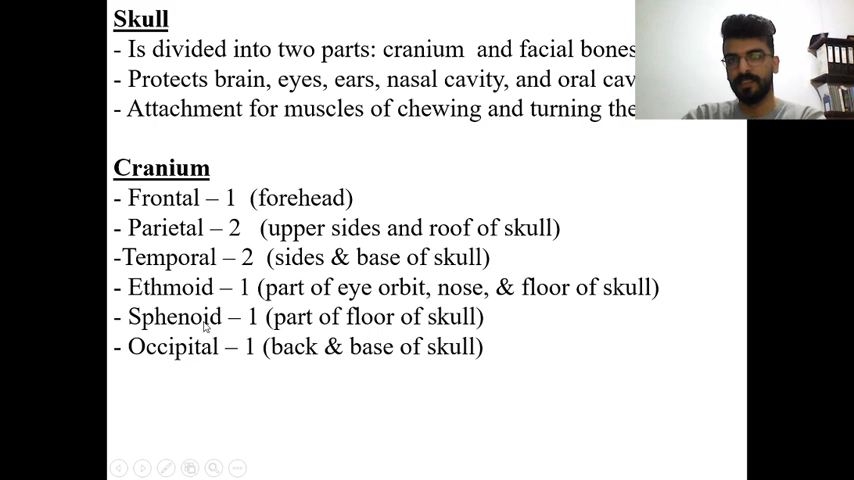 Skull
- Is divided into two parts: cranium and facial bones
- Protects brain, eyes, ears, nasal cavity, and oral cav
- Attachment for muscles of chewing and turning the
Cranium
- Frontal – 1 (forehead)
- Parietal – 2 (upper sides and roof of skull)
-Temporal – 2 (sides & base of skull)
- Ethmoid – 1 (part of eye orbit, nose, & floor of skull)
- Sphenoid – 1 (part of floor of skull)
- Occipital – 1 (back & base of skull)